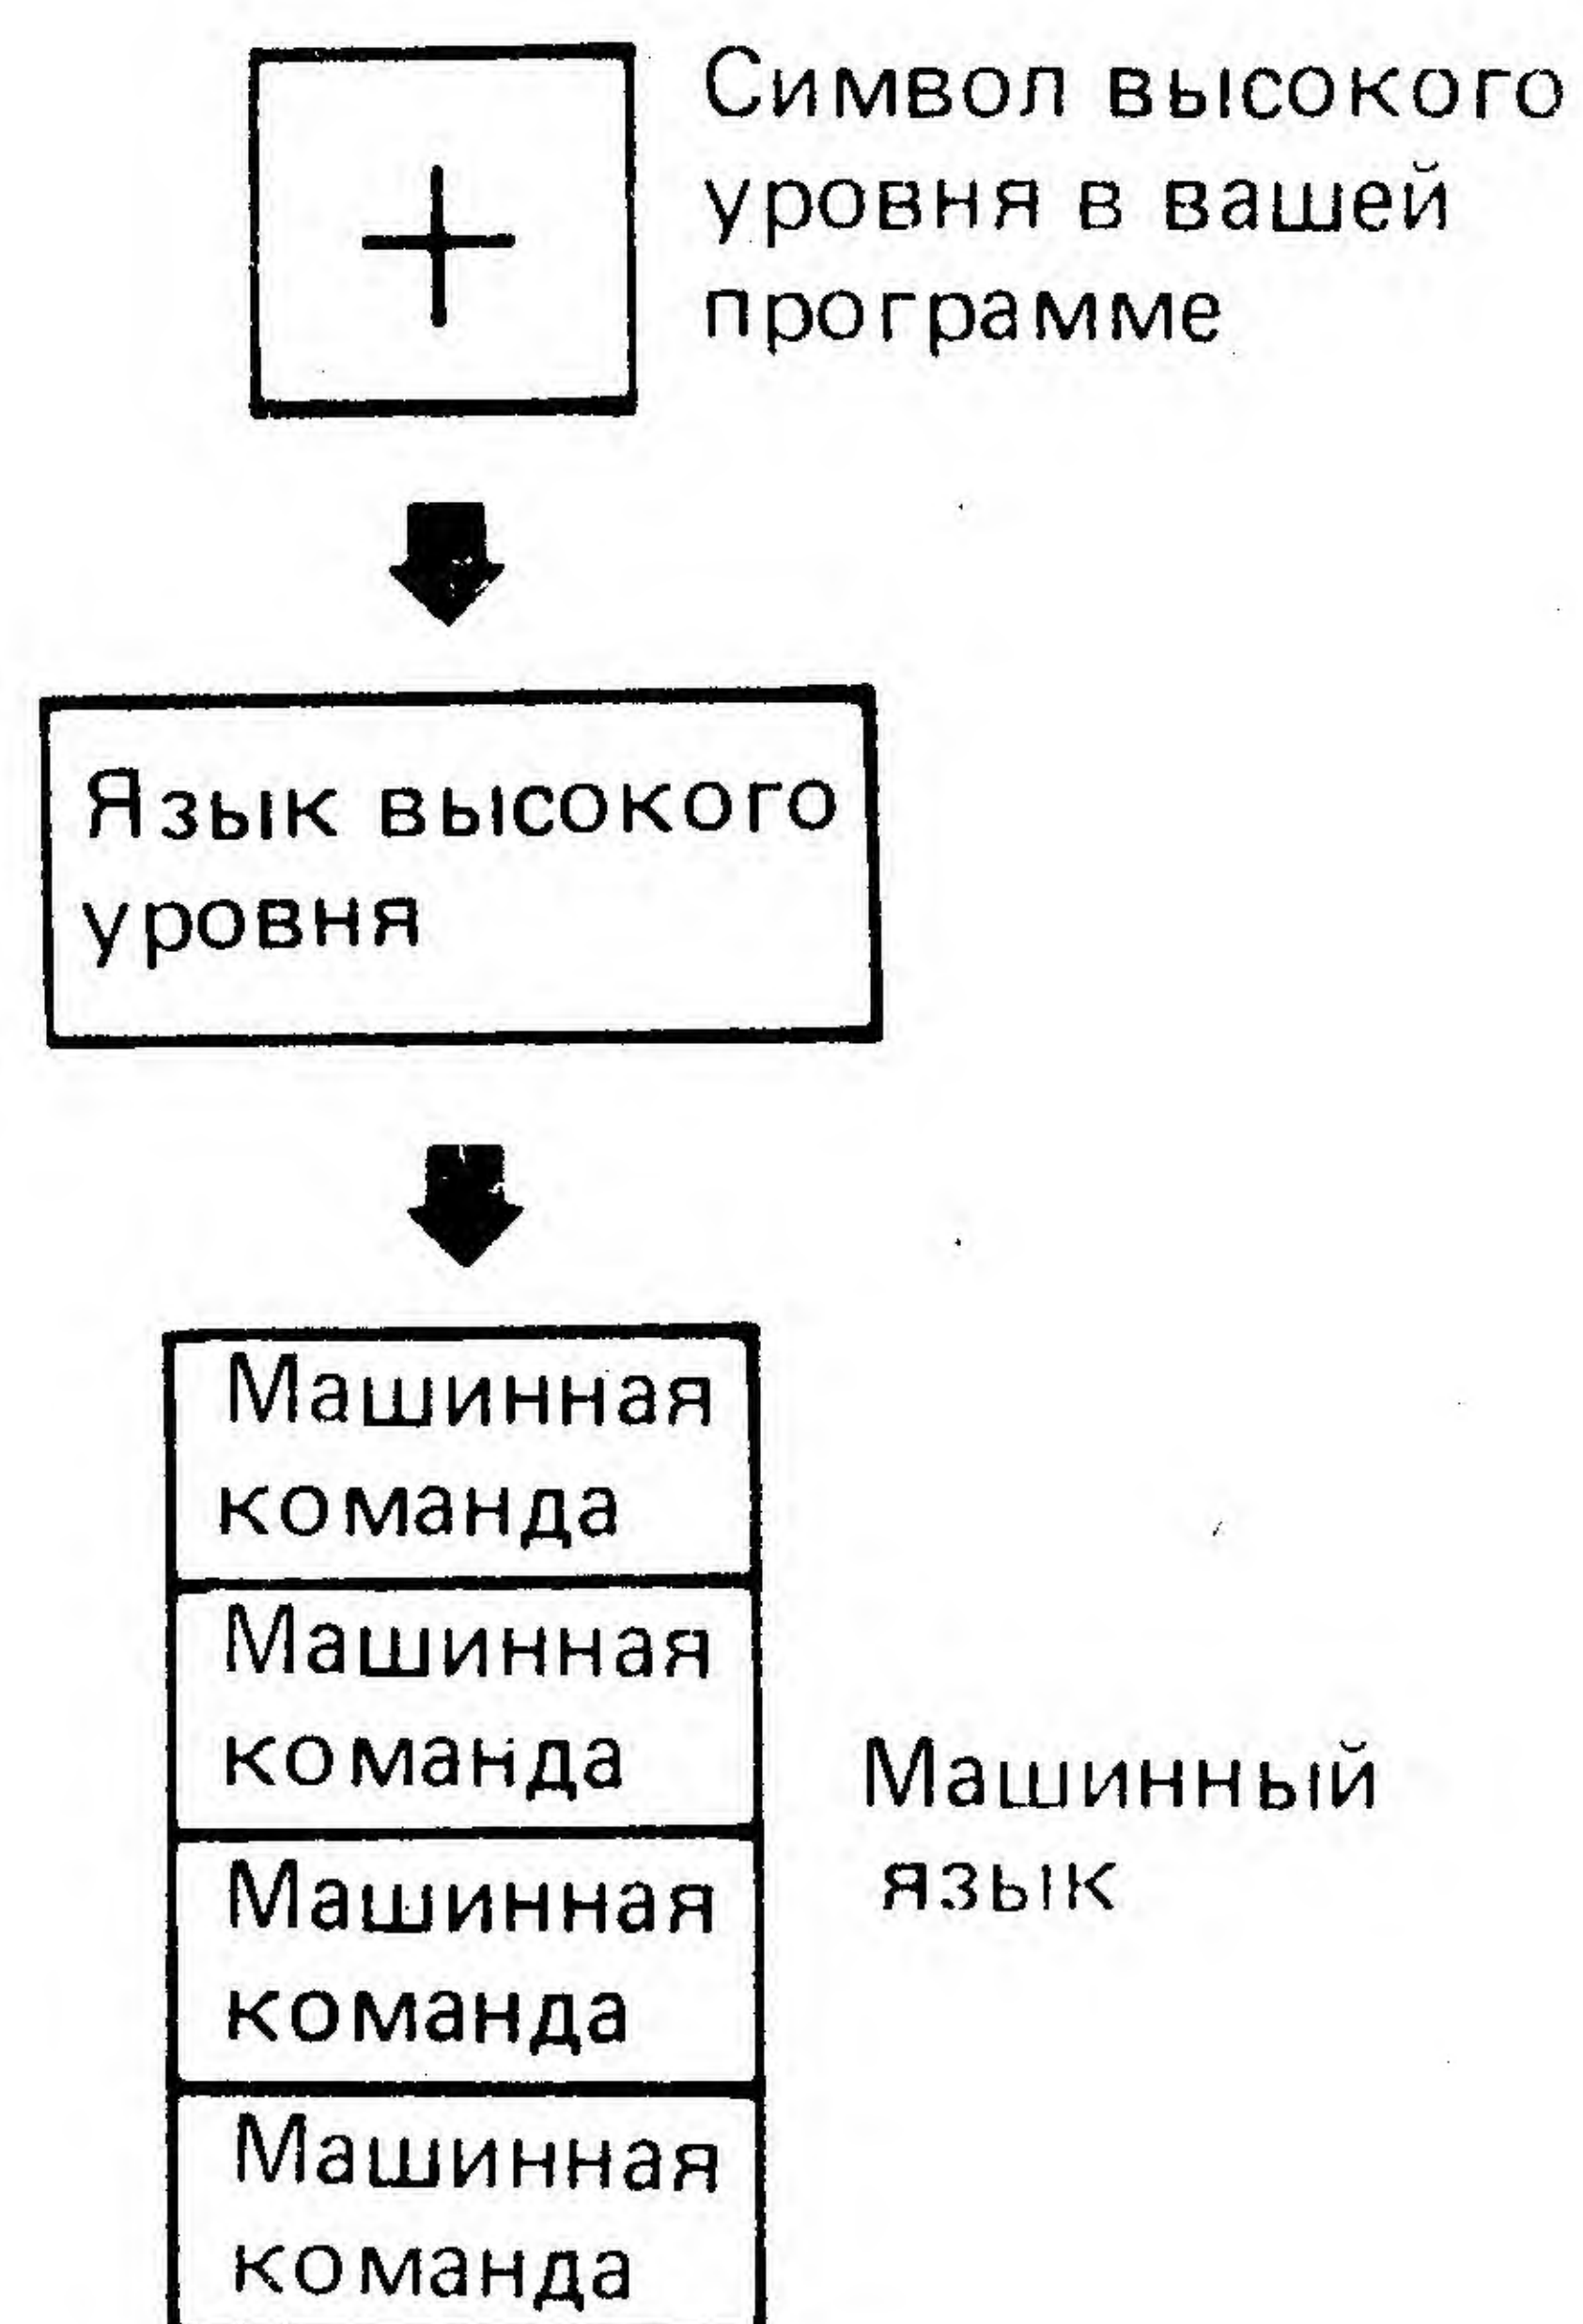 +
Символ высокого
уровня в вашей
программе
Язык высокого
уровня
Машинная
команда
Машинная
команда
Машинный
язык
Машинная
команда
Машинная
команда